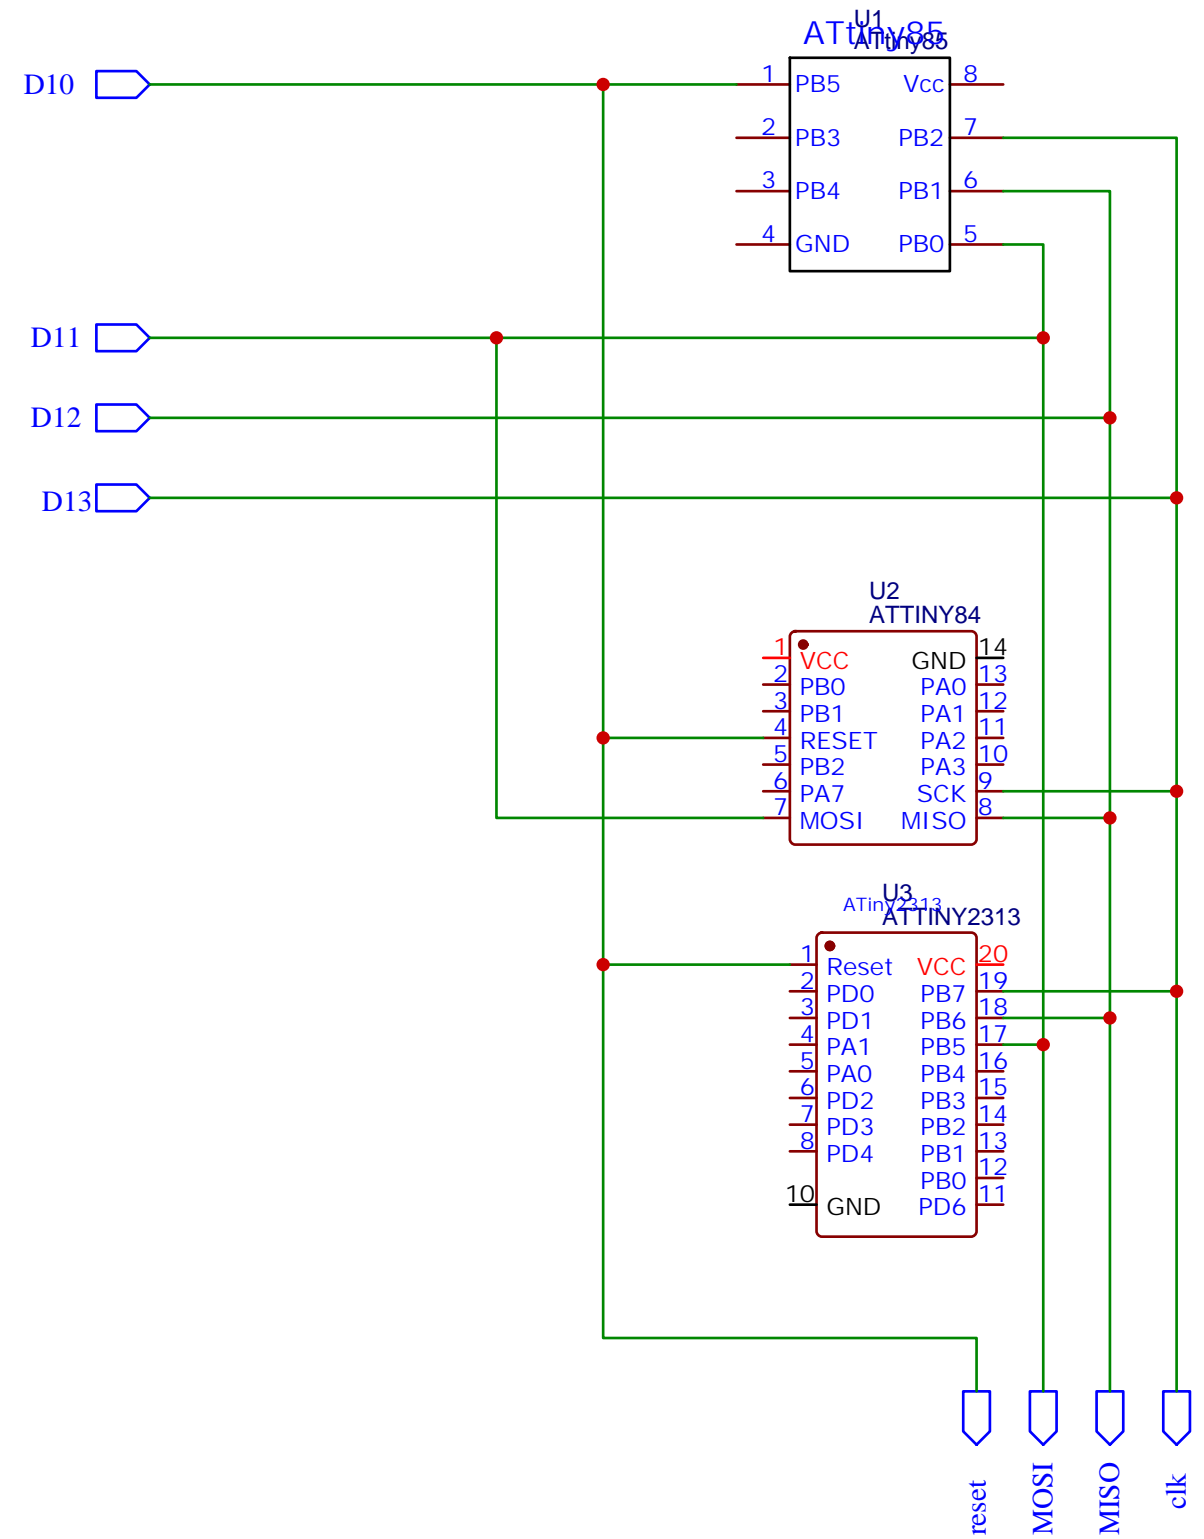 U1
ATtiny85
ATtiny85
D10
1
PB5
Vcc
8
2
PB3
PB2
7
3
PB4
PB1
6
4
GND
PB0
5
D11
D12
D13
U2
ATTINY84
1
VCC
GND
14
2
PB0
PA0
13
3
PB1
PA1
12
4
RESET
PA2
11
5
PB2
PA3
10
6
PA7
SCK
9
7
MOSI
MISO
8
U3
ATiny2313
ATTINY2313
1
Reset
VCC
20
2
PD0
PB7
19
3
PD1
PB6
18
4
PA1
PB5
17
5
PA0
PB4
16
6
PD2
PB3
15
7
PD3
PB2
14
8
PD4
PB1
13
PB0
12
10
GND
PD6
11
reset
MOSI
MISO
clk